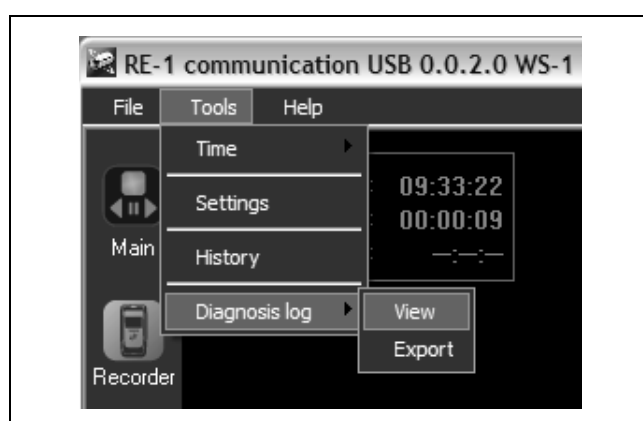 RE-1 communication USB 0.0.2.0 WS-1
File Tools Help
Time
: 09:33:22
Settings
: 00:00:09
Main
: --:--:--
History
Diagnosis log View
Export
Recorder